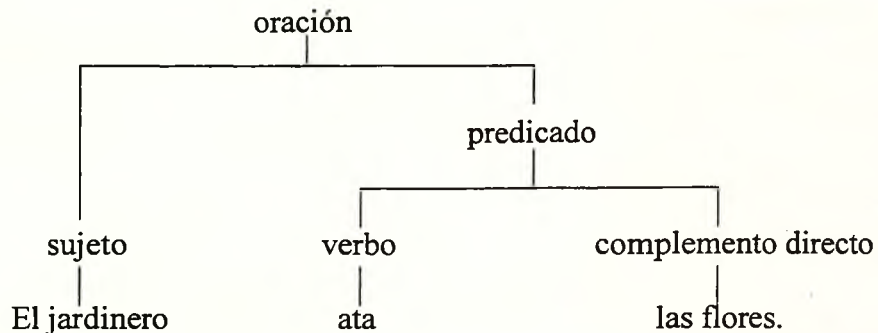 oración
predicado
sujeto verbo complemento directo
El jardinero ata las flores.